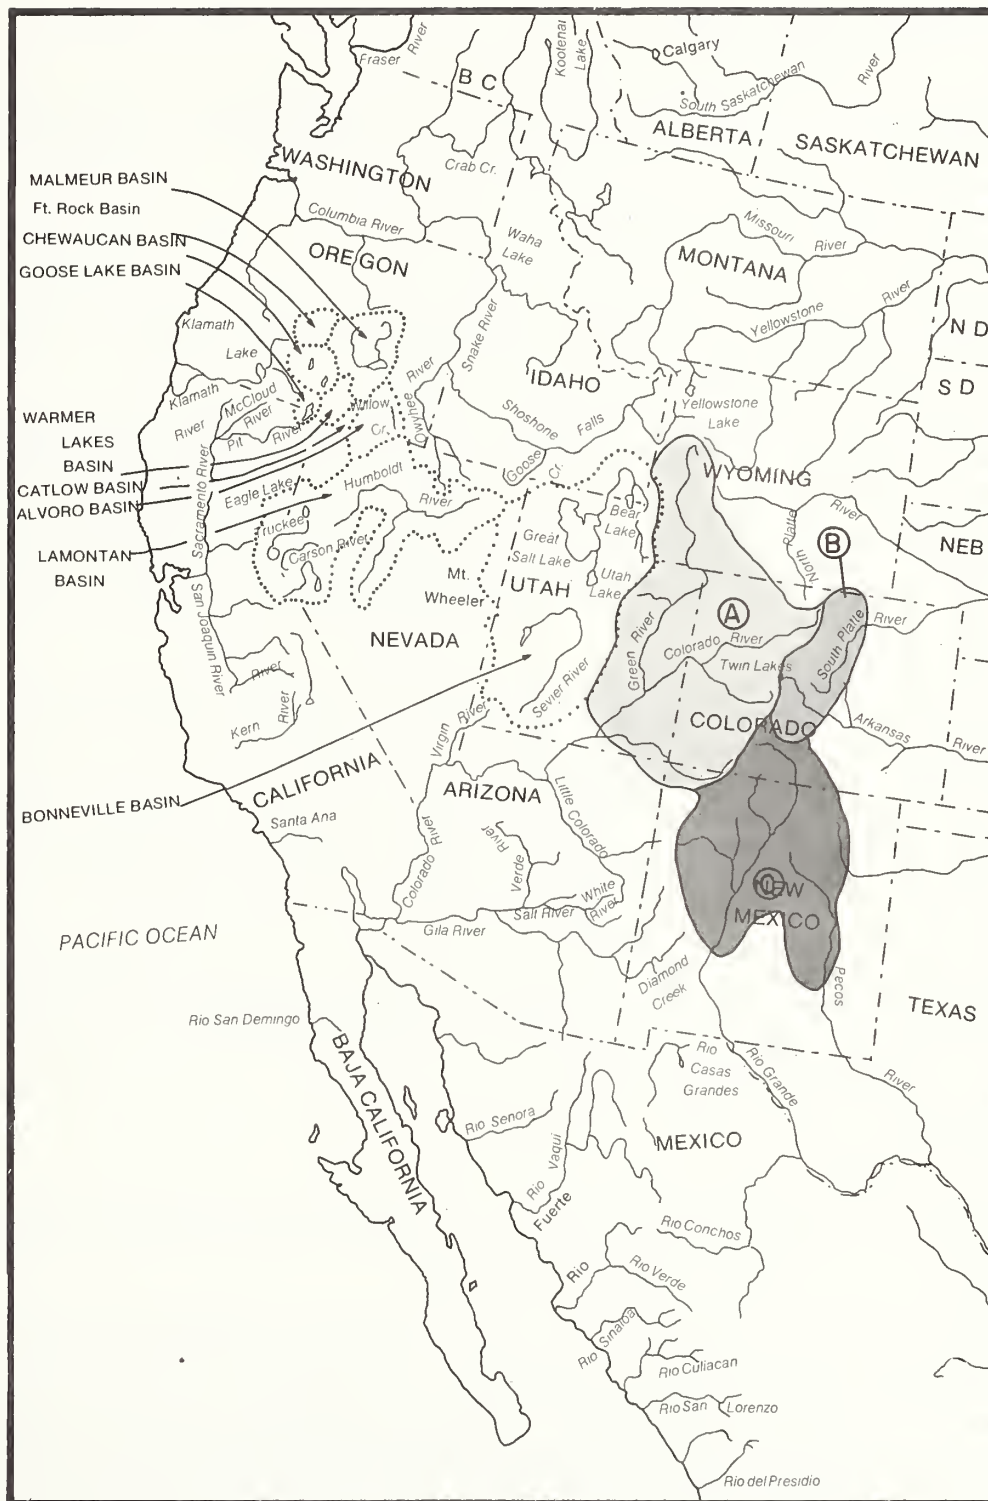 Fraser
River
B C
Kootenai
Lake
Calgary
South Saskatchewan
River
ALBERTA
SASKATCHEWAN
WASHINGTON
Crab Cr.
MALMEUR BASIN
Ft. Rock Basin
CHEWAUCAN BASIN
GOOSE LAKE BASIN
Columbia River
OREGON
Waha
Lake
Missouri
River
MONTANA
Yellowstone
River
N D
S D
Klamath
Lake
Klamath
River
McCloud
River
Pit
River
Willow
Cr.
Owyhee
River
Snake River
IDAHO
Shoshone
Falls
Yellowstone
Lake
WYOMING
WARMER
LAKES
BASIN
CATLOW BASIN
ALVORO BASIN
LAMONTAN
BASIN
Sacramento River
Eagle Lake
Humboldt
River
Truckee
Carson River
Goose
Cr.
Bear
Lake
Great
Salt Lake
Utah
Lake
UTAH
Mt.
Wheeler
NEVADA
North
Platte
River
NEB
B
A
San Joaquin River
River
Kern
River
Green
River
Colorado
River
Twin Lakes
South Platte
River
COLORADO
Arkansas
River
Sevier River
Virgin
River
BONNEVILLE BASIN
CALIFORNIA
Santa Ana
ARIZONA
Little Colorado
Colorado
River
Verde
River
White
River
Salt River
Gila River
NEW
MEXICO
PACIFIC OCEAN
Diamond
Creek
Pecos
River
TEXAS
Rio San Demingo
BAJA CALIFORNIA
Rio
Casas
Grandes
Rio Grande
Rio Senora
Rio
Vaqui
MEXICO
Fuerte
Rio
Rio Conchos
Rio Verde
Rio Sinaloa
Rio Culiacan
Rio San Lorenzo
Rio del Presidio